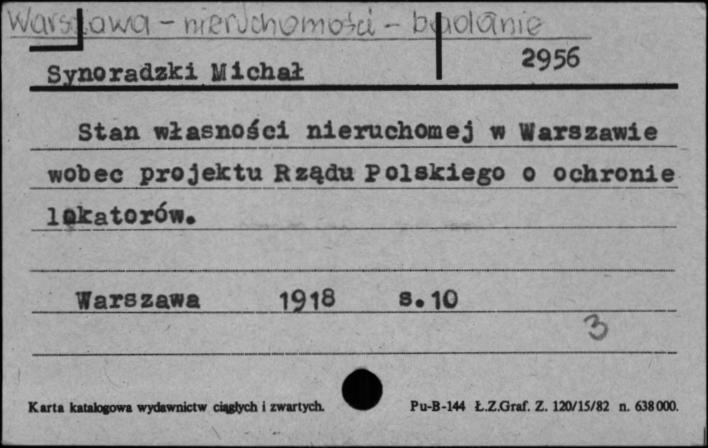 Warszawa - nieruchomości - badanie
2956
Synoradzki Michał
Stan własności nieruchomej w Warszawie
wobec projektu Rządu Polskiego o ochronie
lokatorów.
Warszawa 1918 s.10
3
Karta katalogowa wydawnictw ciągłych i zwartych. Pu-B-144 Ł.Z.Graf. Z. 120/15/82 n. 638000.